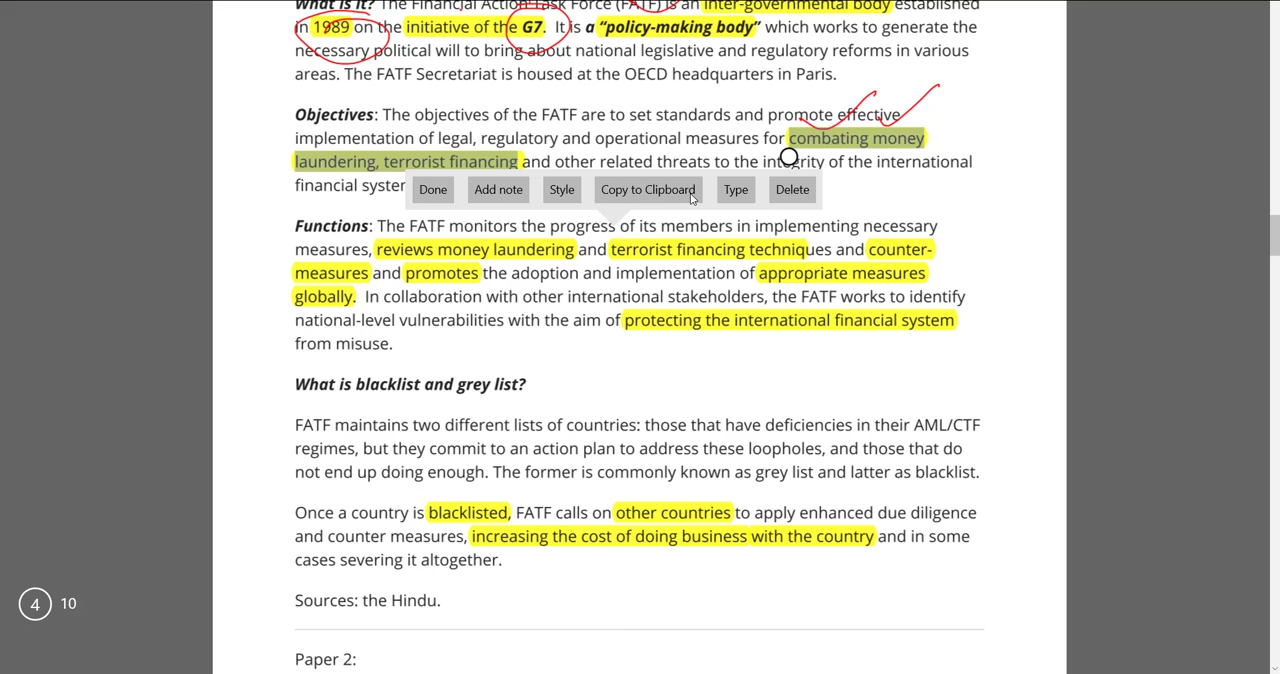 What is it? The Financial Action Task Force (FATF) is an inter-governmental body established
in 1989 on the initiative of the G7. It is a “policy-making body” which works to generate the
necessary political will to bring about national legislative and regulatory reforms in various
areas. The FATF Secretariat is housed at the OECD headquarters in Paris.
Objectives: The objectives of the FATF are to set standards and promote effective
implementation of legal, regulatory and operational measures for combating money
laundering, terrorist financing and other related threats to the integrity of the international
financial system
Done Add note Style Copy to Clipboard Type Delete
Functions: The FATF monitors the progress of its members in implementing necessary
measures, reviews money laundering and terrorist financing techniques and counter-
measures and promotes the adoption and implementation of appropriate measures
globally. In collaboration with other international stakeholders, the FATF works to identify
national-level vulnerabilities with the aim of protecting the international financial system
from misuse.
What is blacklist and grey list?
FATF maintains two different lists of countries: those that have deficiencies in their AML/CTF
regimes, but they commit to an action plan to address these loopholes, and those that do
not end up doing enough. The former is commonly known as grey list and latter as blacklist.
Once a country is blacklisted, FATF calls on other countries to apply enhanced due diligence
and counter measures, increasing the cost of doing business with the country and in some
cases severing it altogether.
4 10
Sources: the Hindu.
Paper 2: